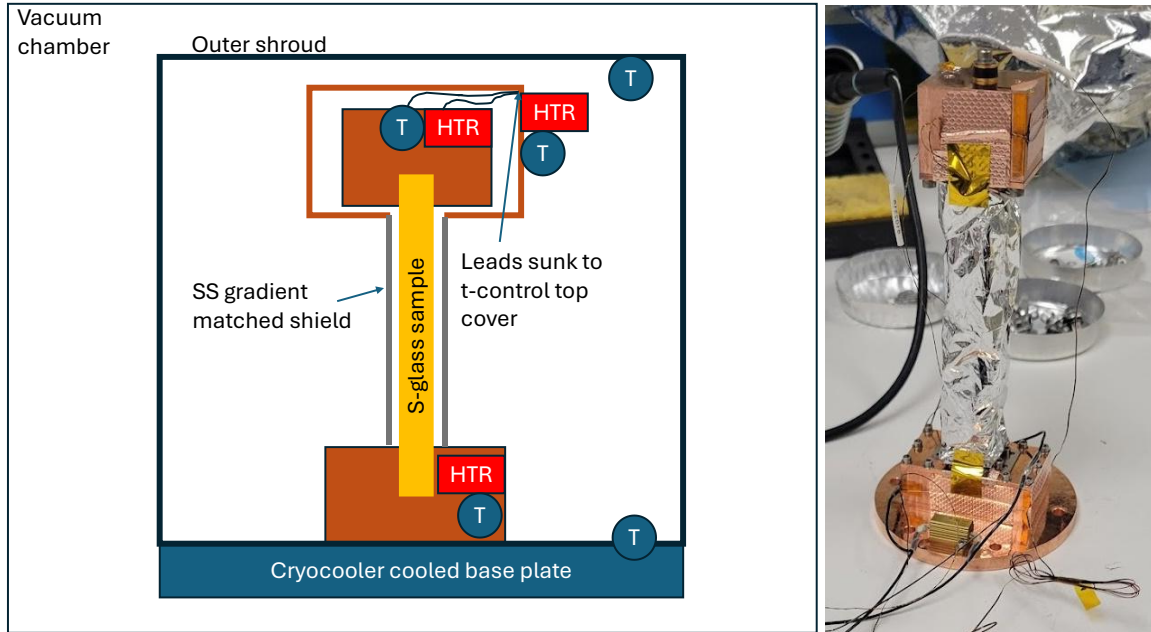 Vacuum
chamber
Outer shroud
T
T
HTR
HTR
T
Leads sunk to
t-control top
cover
SS gradient
matched shield
S-glass sample
HTR
T
T
Cryocooler cooled base plate